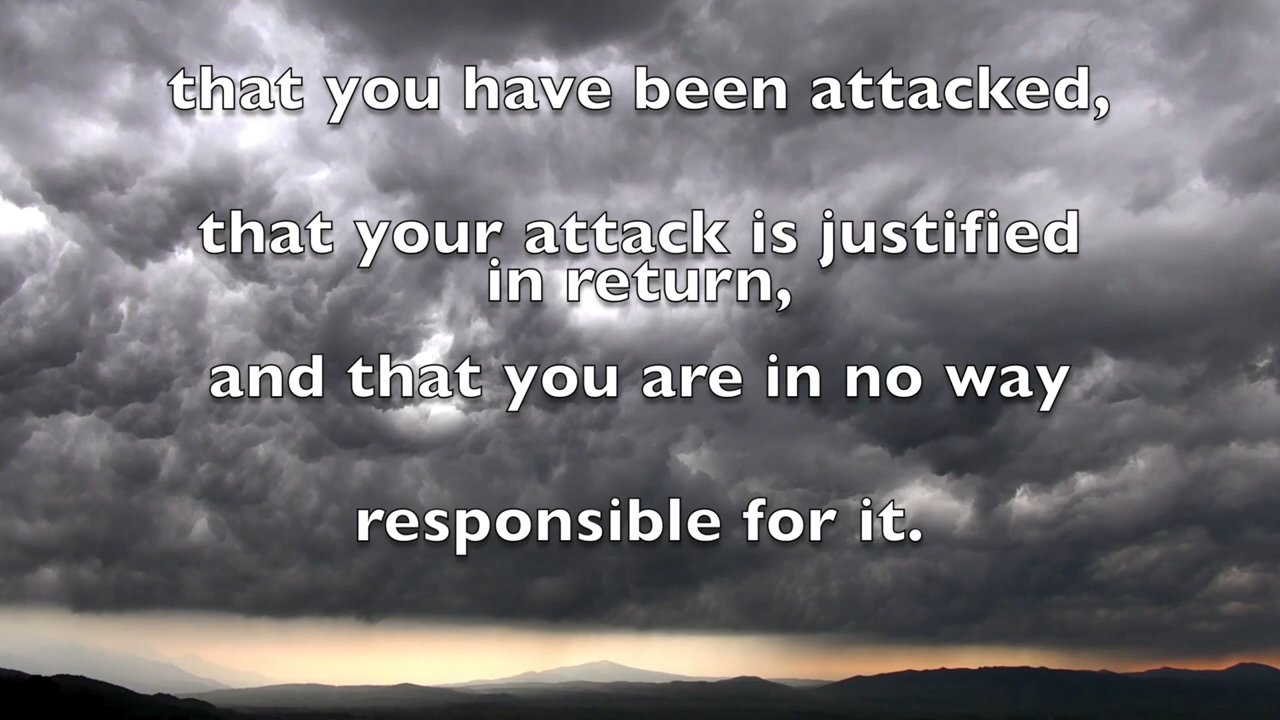 that you have been attacked,
that your attack is justified
in return,
and that you are in no way
responsible for it.